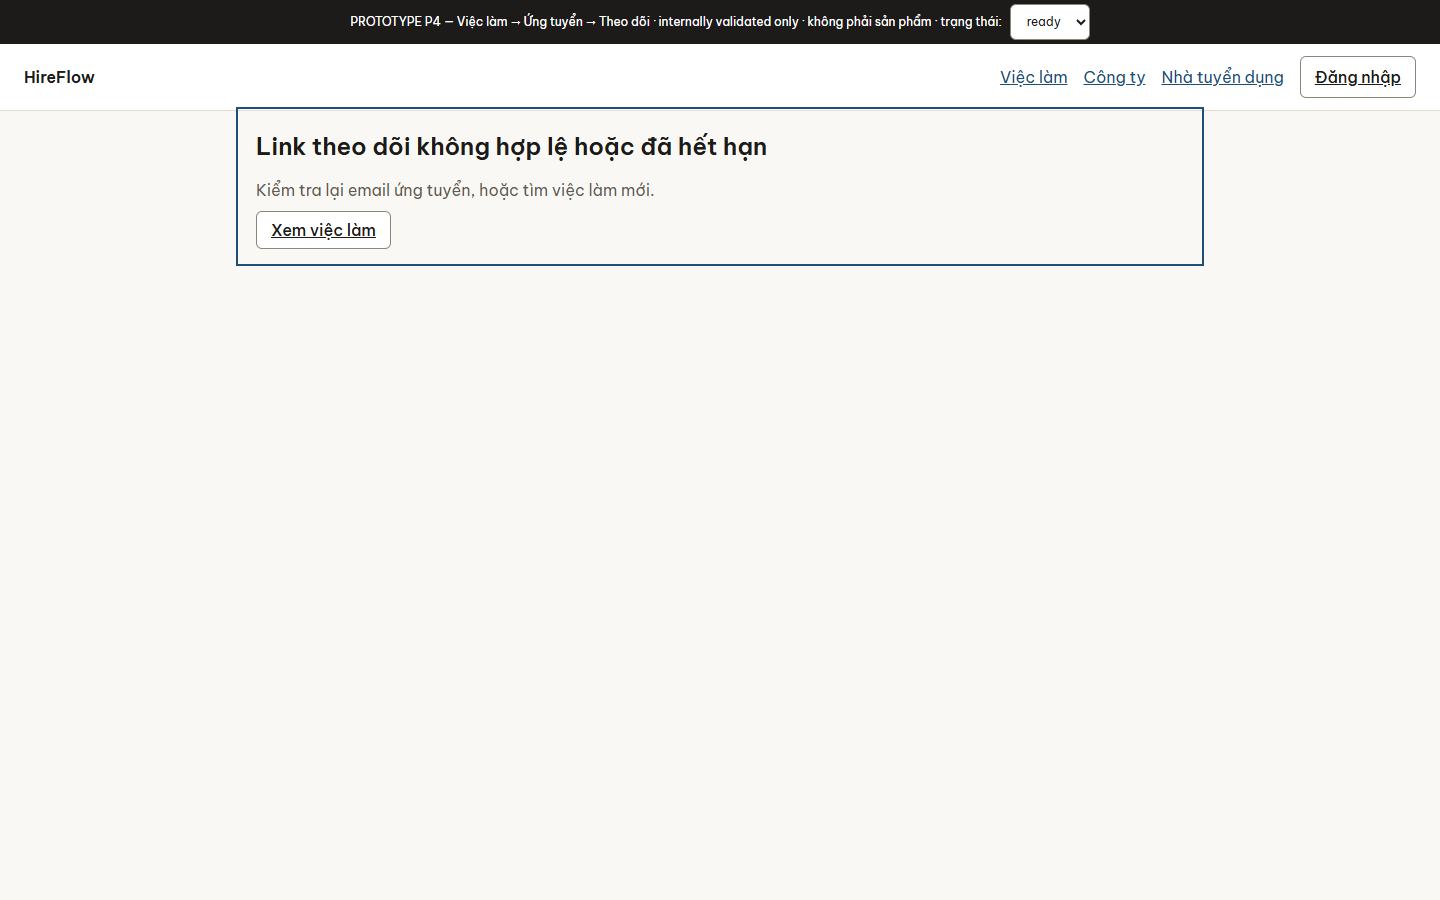 PROTOTYPE P4 — Việc làm → Ứng tuyển → Theo dõi · internally validated only · không phải sản phẩm · trạng thái: ready
HireFlow
Việc làm Công ty Nhà tuyển dụng Đăng nhập
Link theo dõi không hợp lệ hoặc đã hết hạn
Kiểm tra lại email ứng tuyển, hoặc tìm việc làm mới.
Xem việc làm